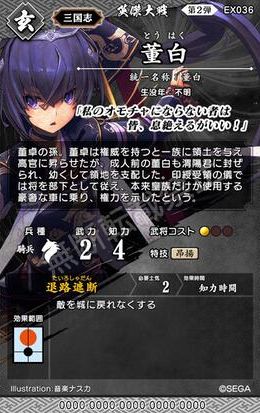 玄
三国志
英傑大戦
第2弾
EX036
とう はく
董白
統一名称:董白
生没年:不明
「私のオモチャにならない者は
皆、息絶えるがいい!」
董卓の孫。董卓は権威を持つと一族に領土を与え
高官に昇らせたが、成人前の董白も渭陽君に封ぜ
られ、幼くして領地を支配した。印綬受領の儀で
は将を部下として従え、本来皇族だけが使用する
豪奢な車に乗り、権力を示したという。
兵種
騎兵
武力
2
知力
4
武将コスト
特技
昂揚
たいろしゃだん
退路遮断
必要士気
2
効果時間
知力時間
敵を城に戻れなくする
効果範囲
Illustration:音楽ナスカ
©SEGA
0000-0000-0000-0000-0000